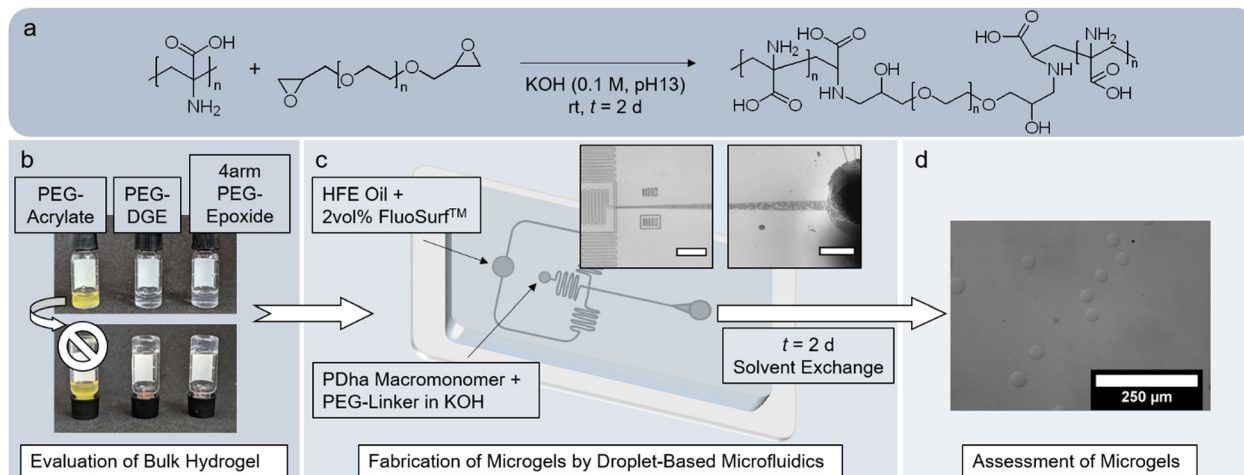 a
OH
O
n
NH₂
+
O
O
n
O
O
KOH (0.1 M, pH13)
rt, t = 2 d
NH₂
O
OH
n
O
OH
HN
OH
O
n
O
OH
O
HO
NH
NH₂
n
O
OH
b
PEG-
Acrylate
PEG-
DGE
4arm
PEG-
Epoxide
Evaluation of Bulk Hydrogel
c
HFE Oil +
2vol% FluoSurf™
PDha Macromonomer +
PEG-Linker in KOH
t = 2 d
Solvent Exchange
Fabrication of Microgels by Droplet-Based Microfluidics
d
250 µm
Assessment of Microgels